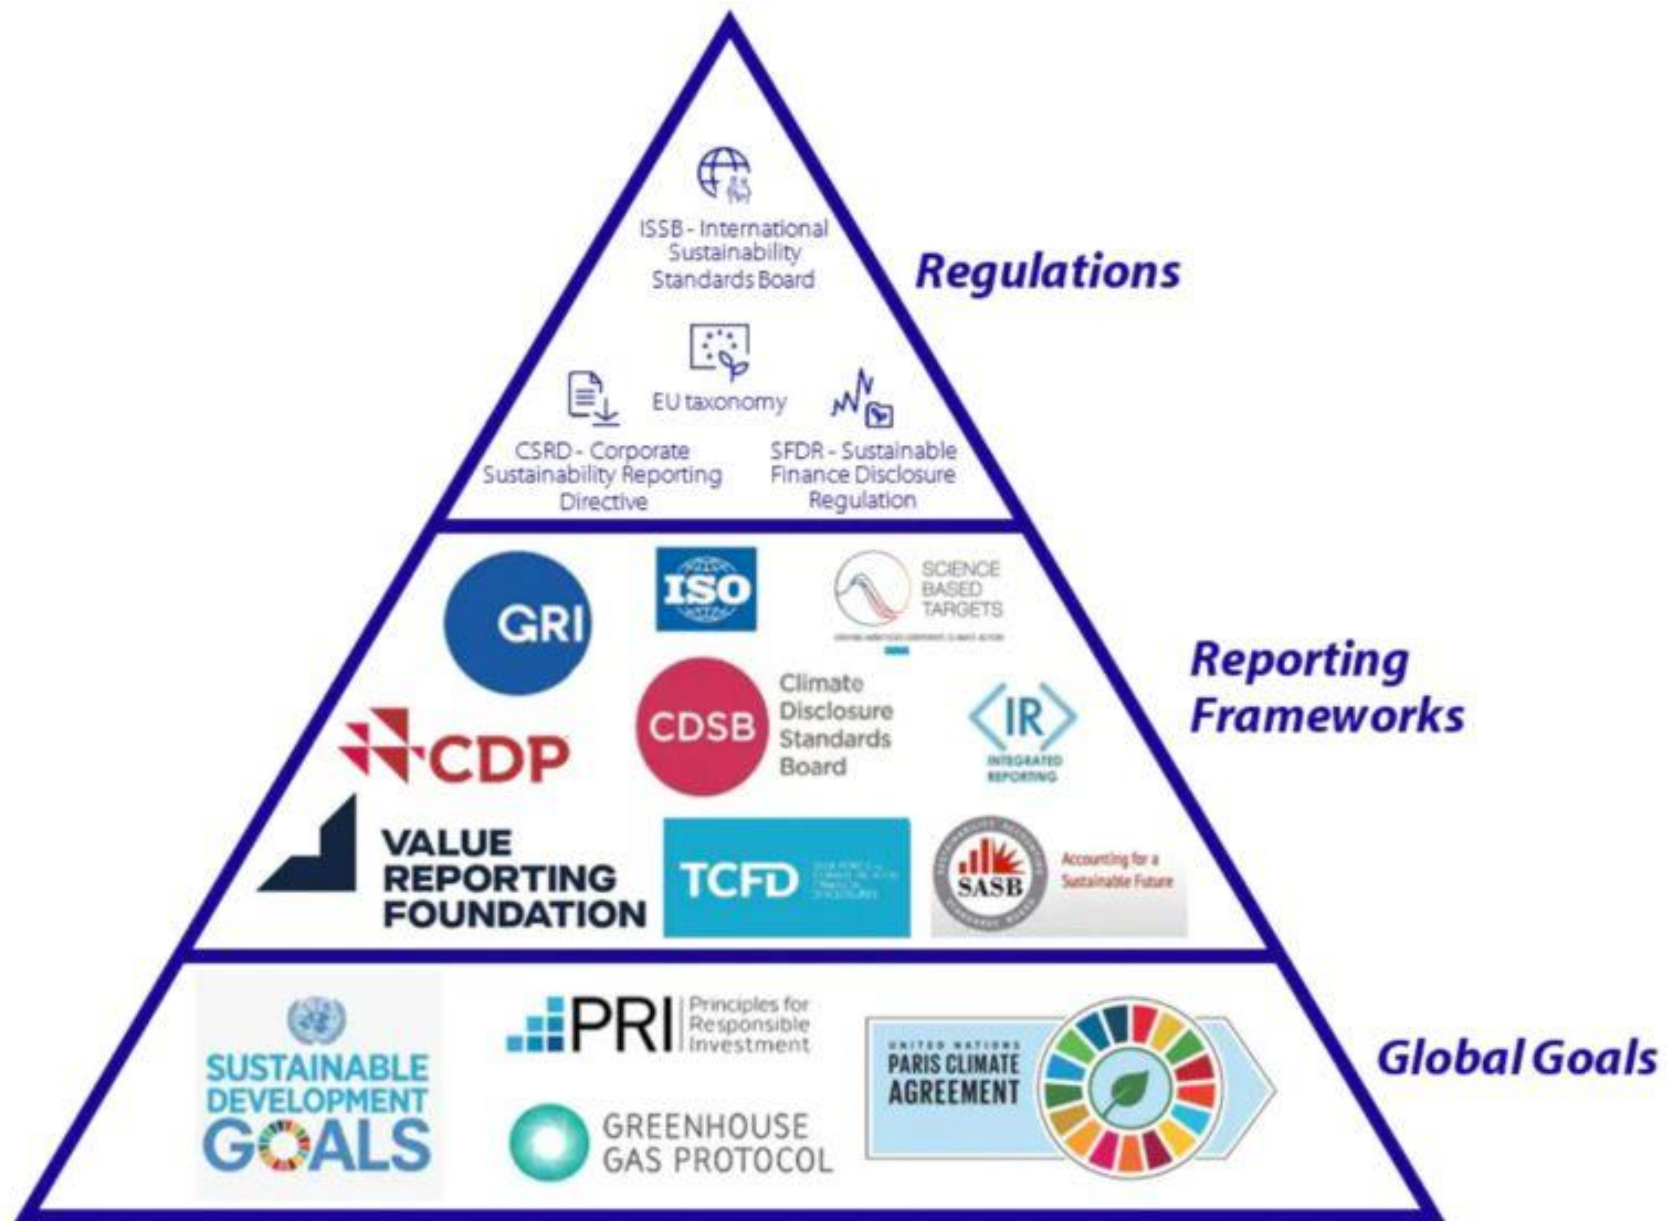 ISSB - International
Sustainability
Standards Board
Regulations
EU taxonomy
CSRD - Corporate
Sustainability Reporting
Directive
SFDR - Sustainable
Finance Disclosure
Regulation
GRI
ISO
SCIENCE
BASED
TARGETS
CDP
CDSB
Climate
Disclosure
Standards
Board
IR
INTEGRATED
REPORTING
Reporting
Frameworks
VALUE
REPORTING
FOUNDATION
TCFD
SASB
Accounting for a
Sustainable Future
SUSTAINABLE
DEVELOPMENT
GOALS
PRI
Principles for
Responsible
Investment
GREENHOUSE
GAS PROTOCOL
UNITED NATIONS
PARIS CLIMATE
AGREEMENT
Global Goals